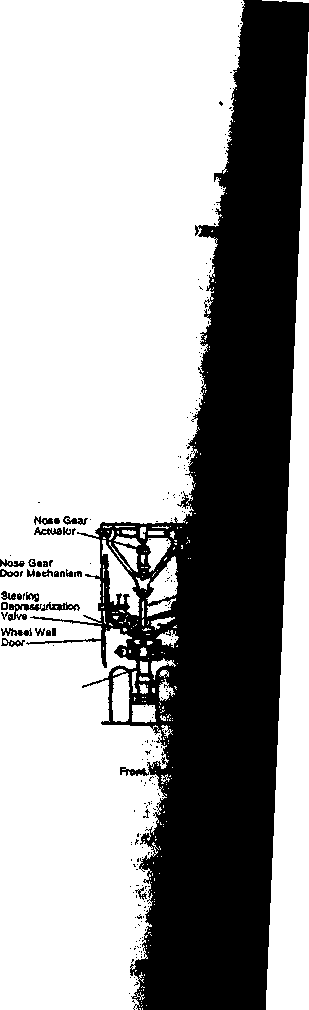 Nose Gear
Actuator
Nose Gear
Door Mechanism
Steering
Depressurization
Valve
Wheel Well
Door
Front